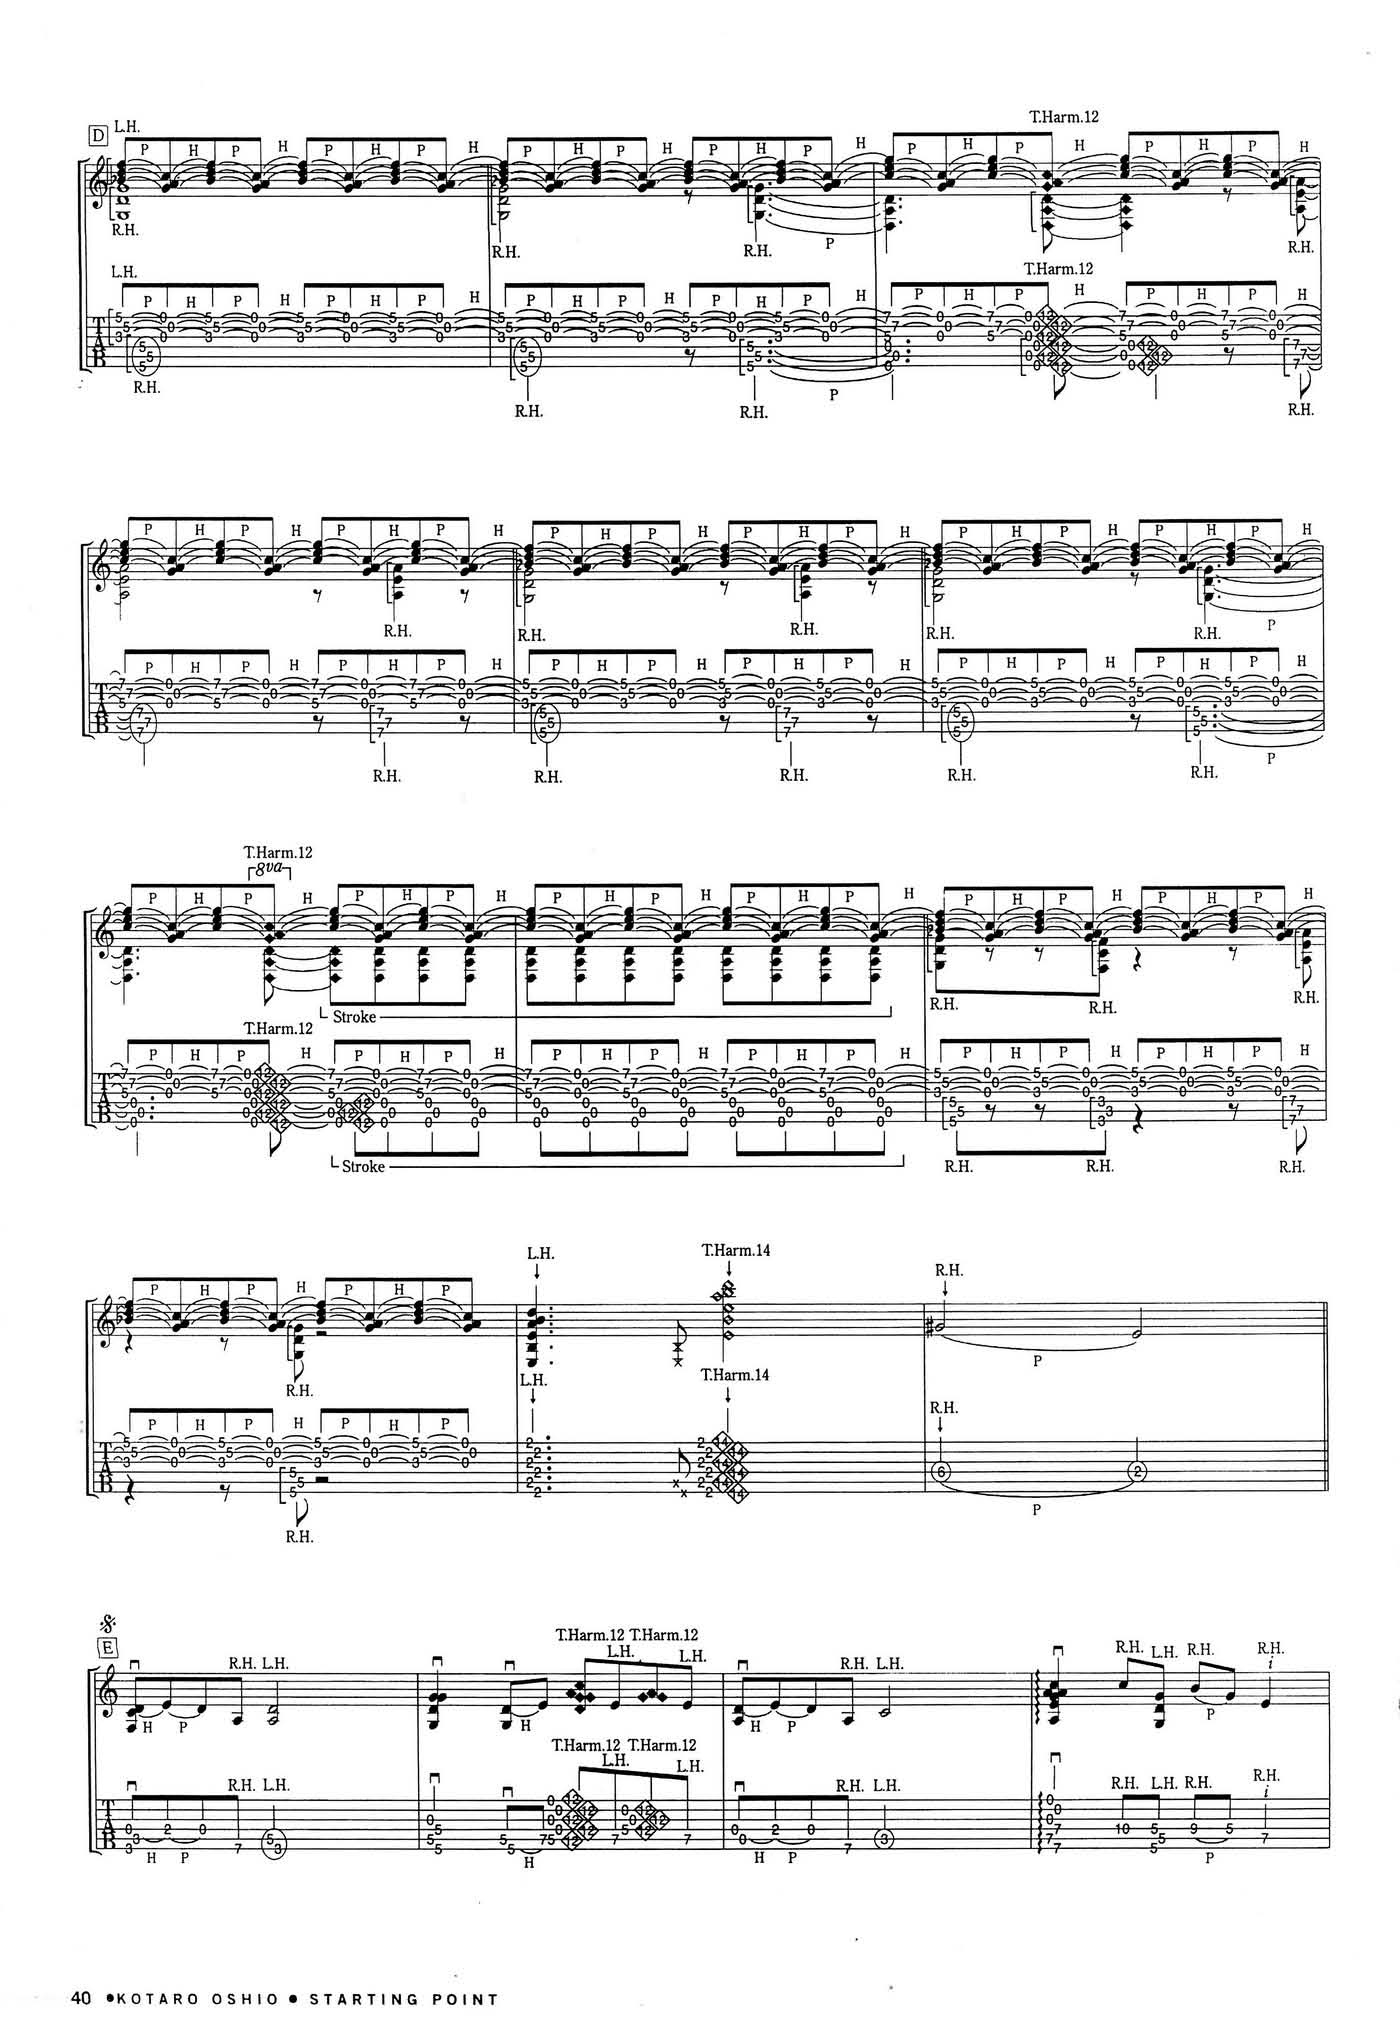 D L.H. T.Harm.12
P H P H P H P H P H P H P H P H P H P H P H P H
R.H. R.H. R.H. P R.H.
L.H. T.Harm.12
P H P H P H P H P H P H P H P H P H P H P H P H
R.H. R.H. R.H. P R.H.
P H P H P H P H P H P H P H P H P H P H P H P H
R.H. R.H. R.H. R.H. R.H. P
P H P H P H P H P H P H P H P H P H P H P H P H
R.H. R.H. R.H. R.H. R.H. P
T.Harm.12
8va
P H P H P H P H P H P H P H P H P H P H P H P H
Stroke R.H. R.H. R.H.
T.Harm.12
P H P H P H P H P H P H P H P H P H P H P H P H
Stroke R.H. R.H. R.H.
L.H. T.Harm.14 R.H.
P H P H P H P
R.H. P
L.H. T.Harm.14 R.H.
P H P H P H P
R.H. P
E
T.Harm.12 T.Harm.12
R.H. L.H. L.H. L.H. R.H. L.H. R.H. L.H. R.H. R.H.
i
H P H H P P
T.Harm.12 T.Harm.12
R.H. L.H. L.H. L.H. R.H. L.H. R.H. L.H. R.H. R.H.
i
H P H H P P
40 ●KOTARO OSHIO ● STARTING POINT